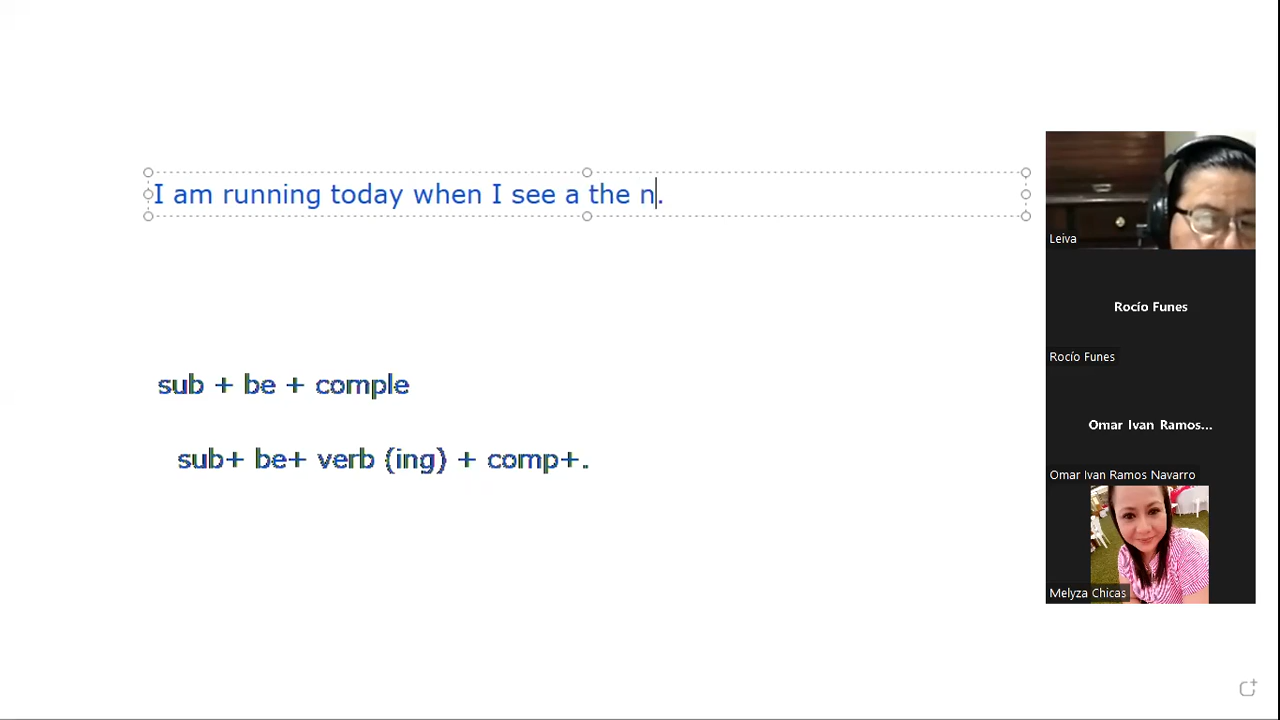 I am running today when I see a the n.
sub + be + comple
sub+ be+ verb (ing) + comp+.
Leiva
Rocío Funes
Rocío Funes
Omar Ivan Ramos...
Omar Ivan Ramos Navarro
Melyza Chicas